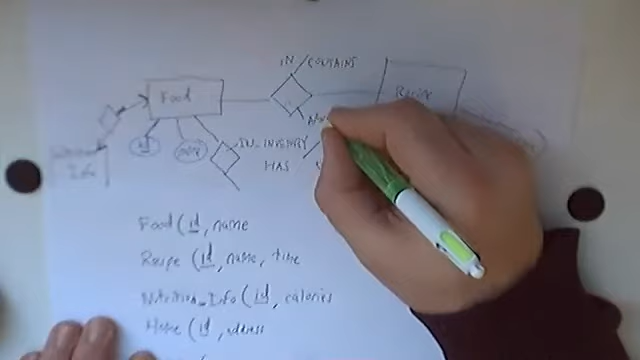 IN / CONTAINS
Food
Recipe
id
name
IN_INVENTORY
HAS
Info
Food (id, name
Recipe (id, name, time
Nutrition_Info (id, calories
Home (id, address